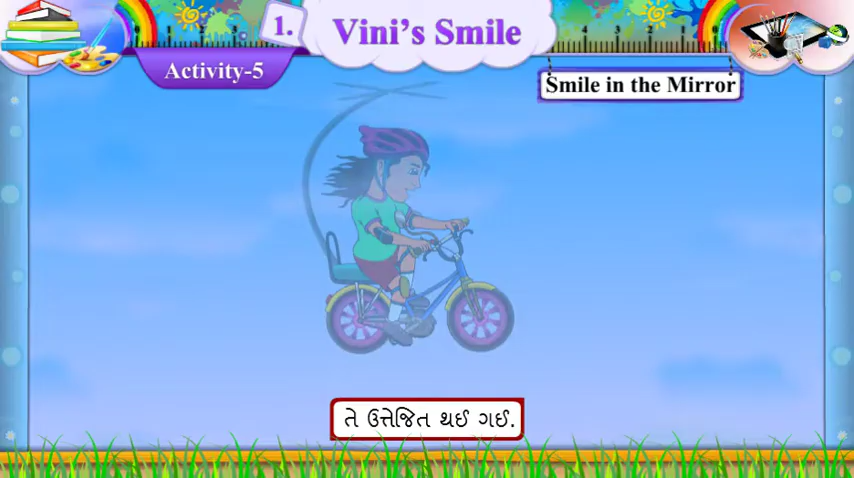 1.
Vini's Smile
Activity-5
Smile in the Mirror
તે ઉત્તેજિત થઈ ગઈ.